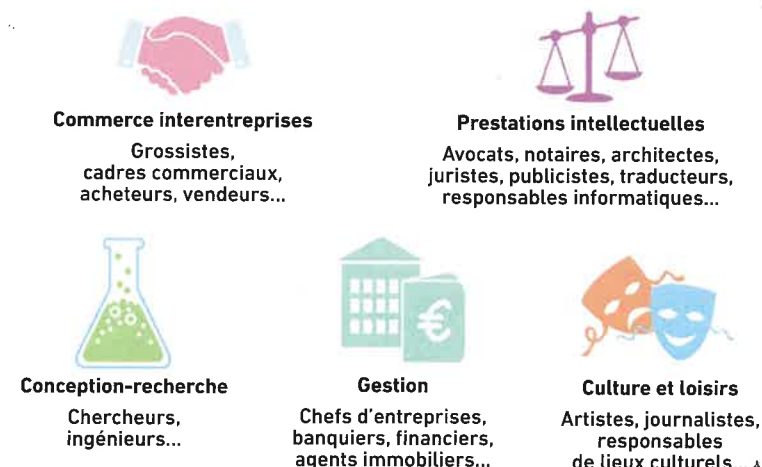 Commerce interentreprises
Grossistes,
cadres commerciaux,
acheteurs, vendeurs...
Prestations intellectuelles
Avocats, notaires, architectes,
juristes, publicistes, traducteurs,
responsables informatiques...
€
Conception-recherche
Chercheurs,
ingénieurs...
Gestion
Chefs d'entreprises,
banquiers, financiers,
agents immobiliers...
Culture et loisirs
Artistes, journalistes,
responsables
de lieux culturels...